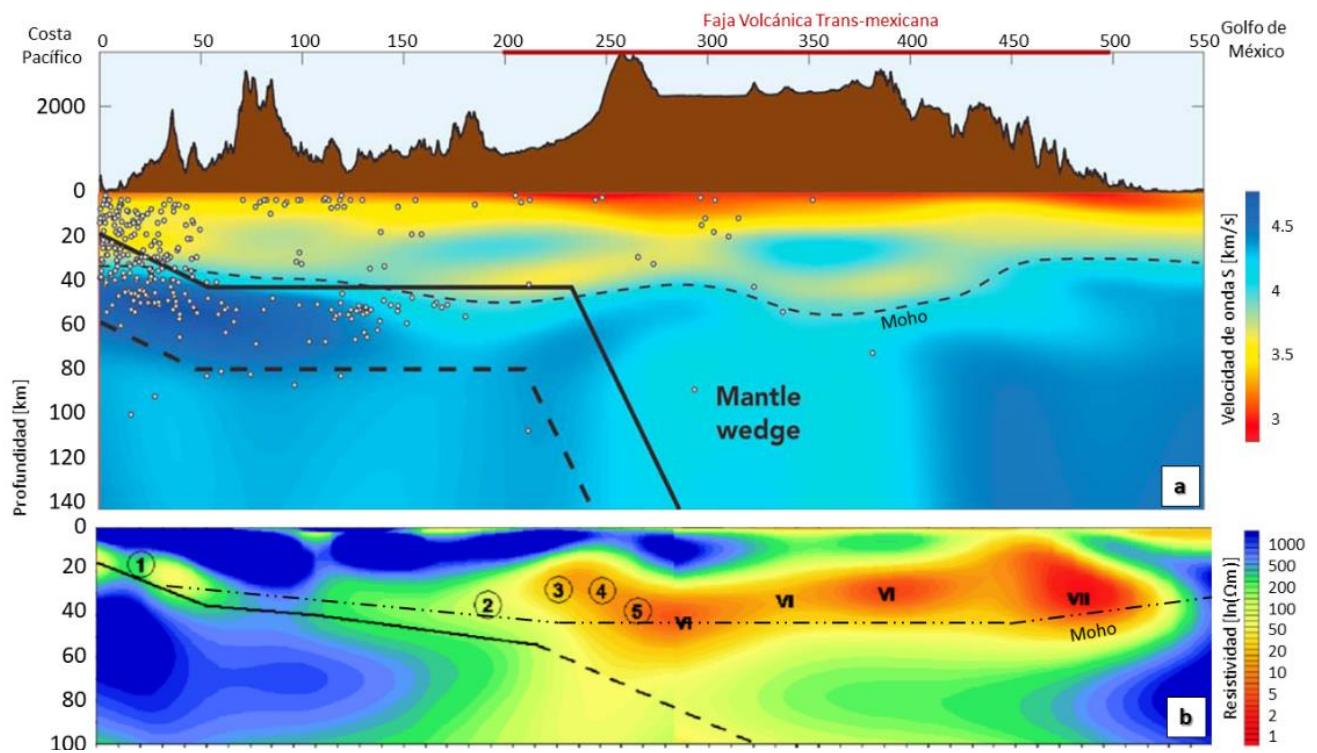 Faja Volcánica Trans-mexicana
Costa
Pacífico
0 50 100 150 200 250 300 350 400 450 500 550
Golfo de
México
2000
0
20
40
60
80
100
120
140
Profundidad [km]
Moho
Mantle
wedge
a
Velocidad de onda S [km/s]
4.5
4
3.5
3
0
20
40
60
80
100
1
2
3
4
5
VI
VI
VI
VII
Moho
b
Resistividad [ln(Ωm)]
1000
500
200
100
50
20
10
5
2
1